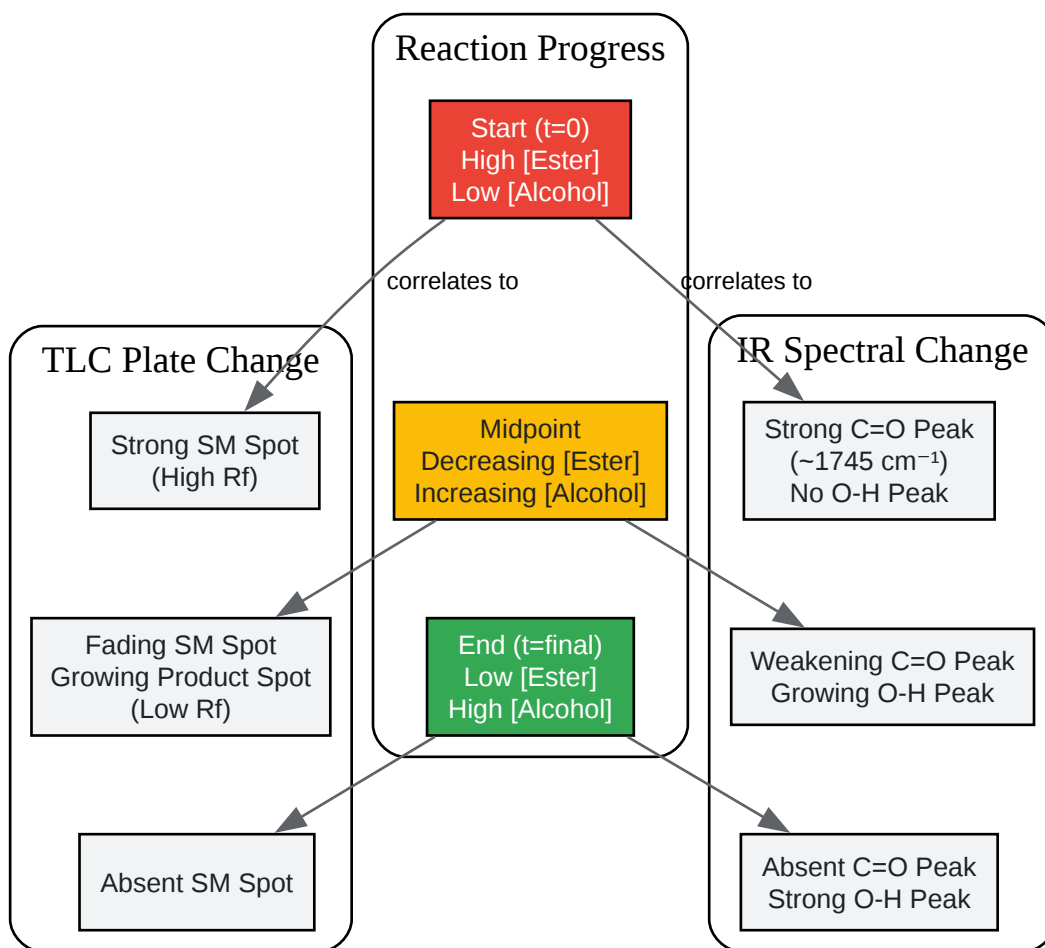 Reaction Progress
Start (t=0)
High [Ester]
Low [Alcohol]
correlates to
correlates to
TLC Plate Change
IR Spectral Change
Strong SM Spot
(High Rf)
Midpoint
Decreasing [Ester]
Increasing [Alcohol]
Strong C=O Peak
(~1745 cm⁻¹)
No O-H Peak
Fading SM Spot
Growing Product Spot
(Low Rf)
End (t=final)
Low [Ester]
High [Alcohol]
Weakening C=O Peak
Growing O-H Peak
Absent SM Spot
Absent C=O Peak
Strong O-H Peak